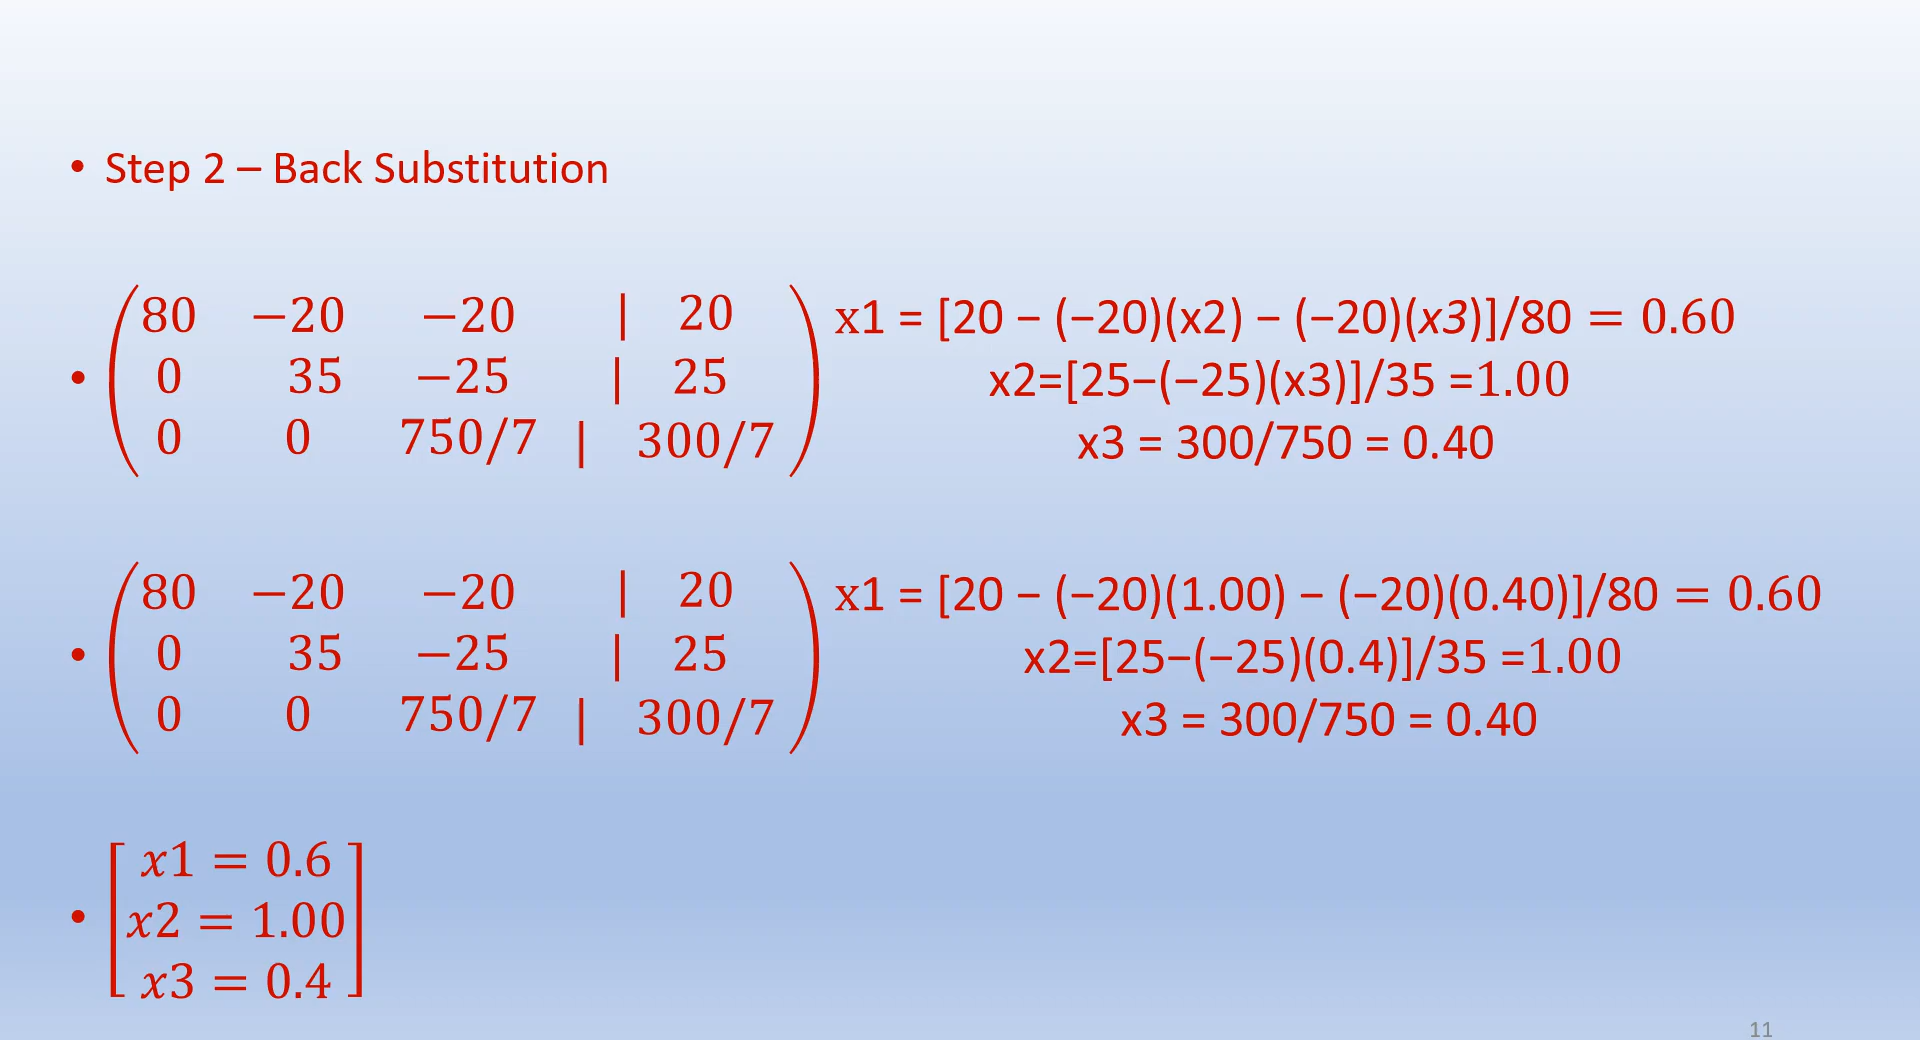 • Step 2 – Back Substitution
• 80 −20 −20 | 20 x1 = [20 − (−20)(x2) − (−20)(x3)]/80 = 0.60
0 35 −25 | 25 x2=[25−(−25)(x3)]/35 =1.00
0 0 750/7 | 300/7 x3 = 300/750 = 0.40
• 80 −20 −20 | 20 x1 = [20 − (−20)(1.00) − (−20)(0.40)]/80 = 0.60
0 35 −25 | 25 x2=[25−(−25)(0.4)]/35 =1.00
0 0 750/7 | 300/7 x3 = 300/750 = 0.40
• x1 = 0.6
x2 = 1.00
x3 = 0.4
11